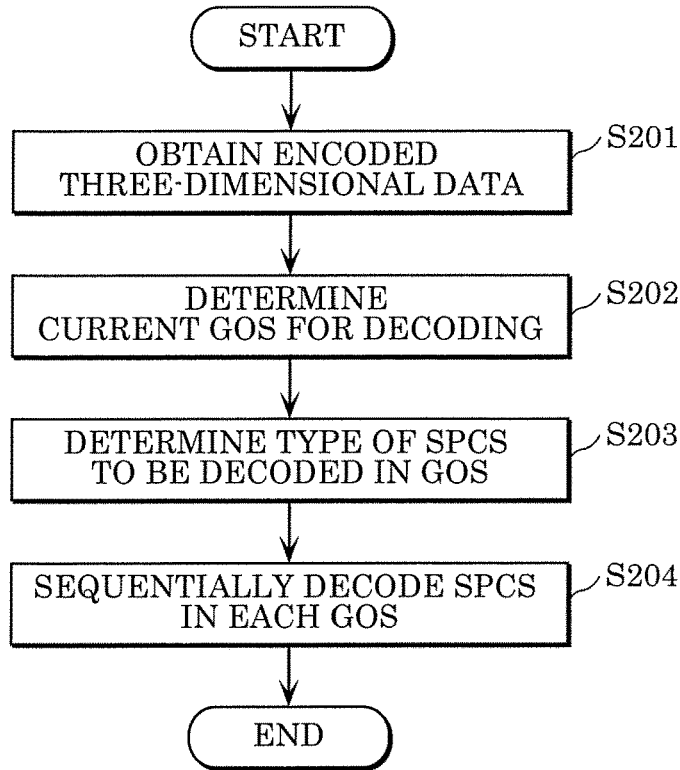 START
OBTAIN ENCODED
THREE-DIMENSIONAL DATA
S201
DETERMINE
CURRENT GOS FOR DECODING
S202
DETERMINE TYPE OF SPCS
TO BE DECODED IN GOS
S203
SEQUENTIALLY DECODE SPCS
IN EACH GOS
S204
END